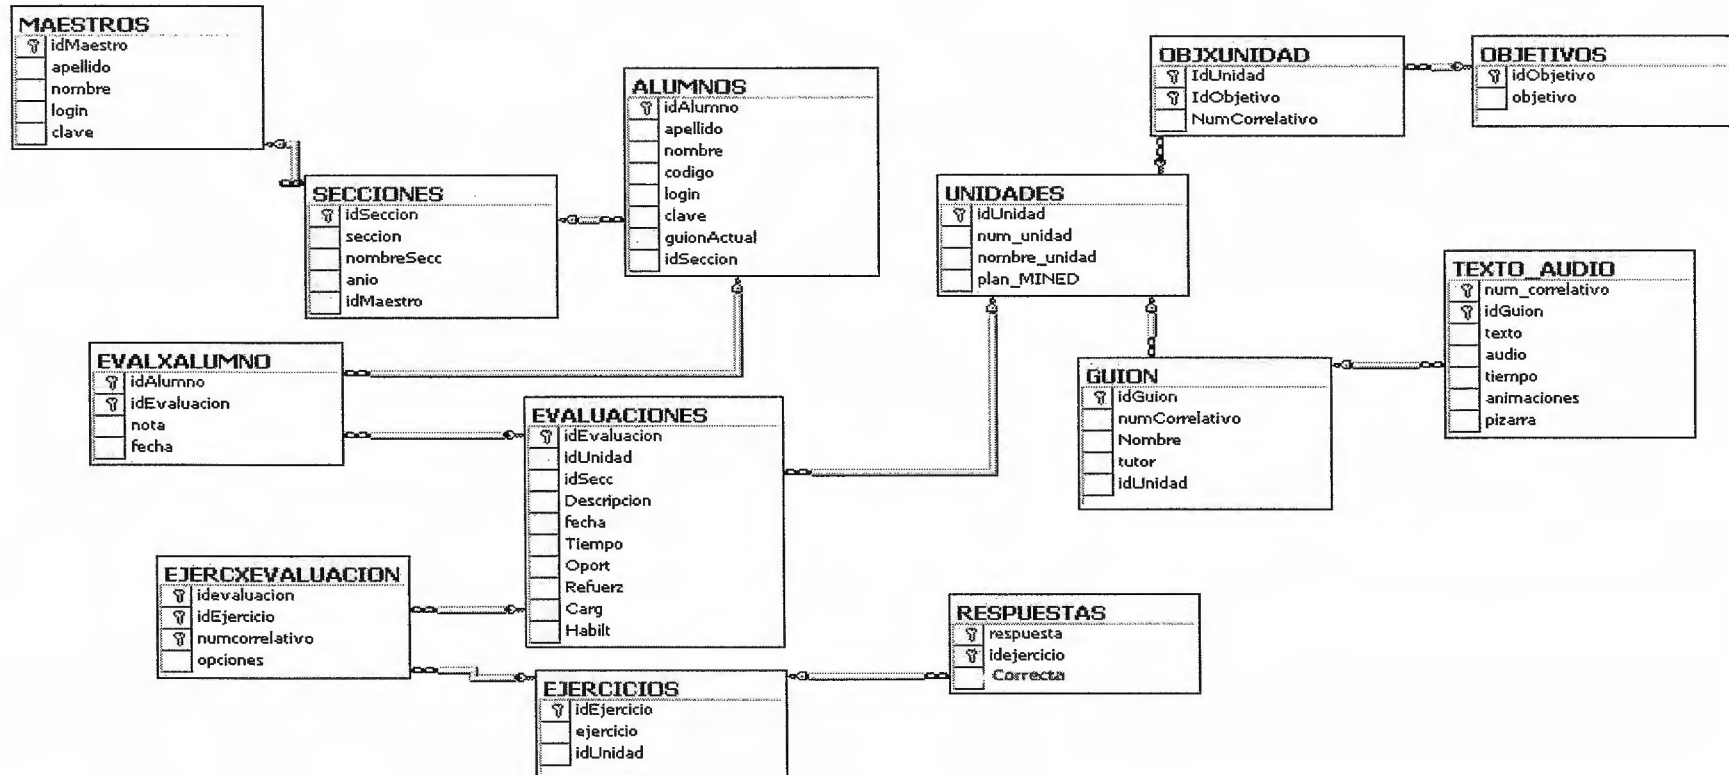 MAESTROS
idMaestro
apellido
nombre
login
clave
SECCIONES
idSeccion
seccion
nombreSecc
anio
idMaestro
ALUMNOS
idAlumno
apellido
nombre
codigo
login
clave
guionActual
idSeccion
OBJXUNIDAD
IdUnidad
IdObjetivo
NumCorrelativo
OBJETIVOS
idObjetivo
objetivo
UNIDADES
idUnidad
num_unidad
nombre_unidad
plan_MINED
TEXTO_AUDIO
num_correlativo
idGuion
texto
audio
tiempo
animaciones
pizarra
GUION
idGuion
numCorrelativo
Nombre
tutor
idUnidad
EVALXALUMNO
idAlumno
idEvaluacion
nota
fecha
EVALUACIONES
idEvaluacion
idUnidad
idSecc
Descripcion
fecha
Tiempo
Oport
Refuerz
Carg
Habilt
EJERCXEVALUACION
idevaluacion
idEjercicio
numcorrelativo
opciones
EJERCICIOS
idEjercicio
ejercicio
idUnidad
RESPUESTAS
respuesta
idejercicio
Correcta